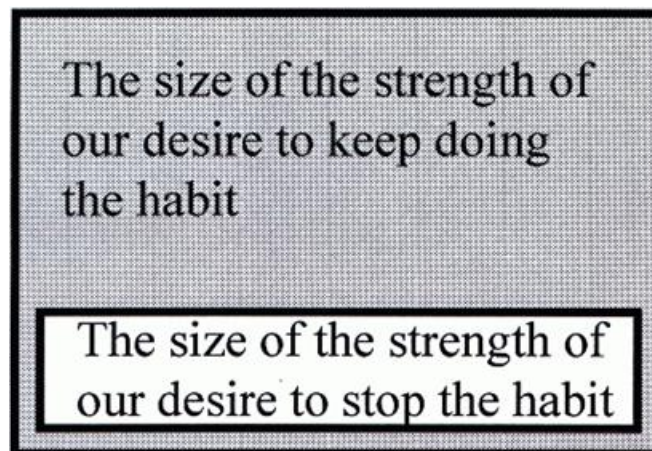 The size of the strength of
our desire to keep doing
the habit
The size of the strength of
our desire to stop the habit